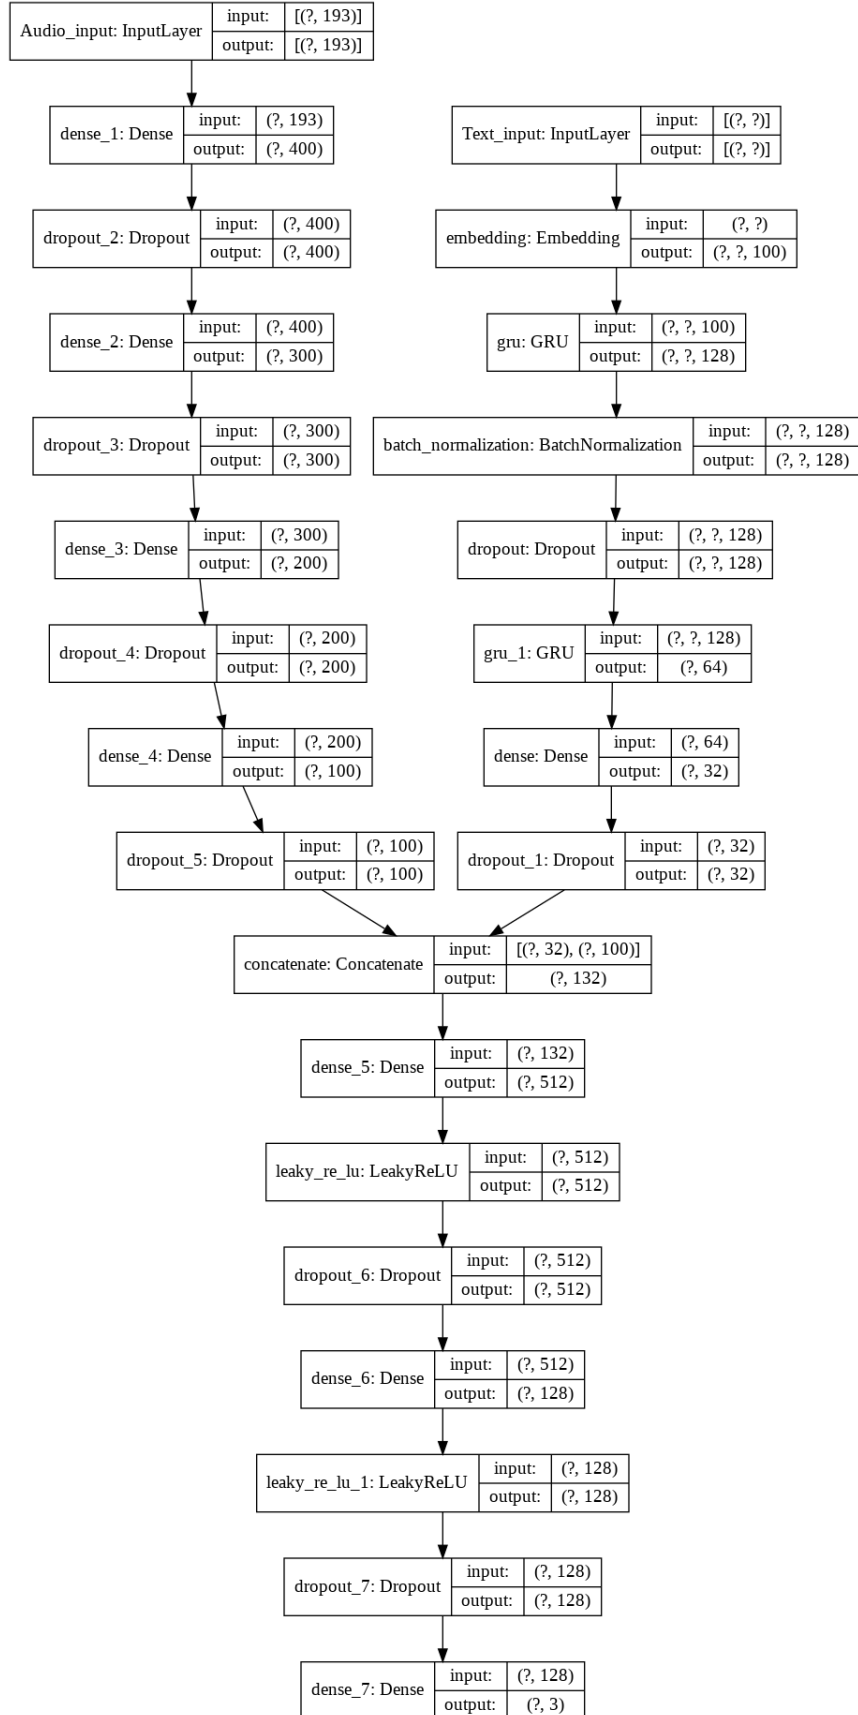 Audio_input: InputLayer
input: [(?, 193)]
output: [(?, 193)]
dense_1: Dense
input: (?, 193)
output: (?, 400)
Text_input: InputLayer
input: [(?, ?)]
output: [(?, ?)]
dropout_2: Dropout
input: (?, 400)
output: (?, 400)
embedding: Embedding
input: (?, ?)
output: (?, ?, 100)
dense_2: Dense
input: (?, 400)
output: (?, 300)
gru: GRU
input: (?, ?, 100)
output: (?, ?, 128)
dropout_3: Dropout
input: (?, 300)
output: (?, 300)
batch_normalization: BatchNormalization
input: (?, ?, 128)
output: (?, ?, 128)
dense_3: Dense
input: (?, 300)
output: (?, 200)
dropout: Dropout
input: (?, ?, 128)
output: (?, ?, 128)
dropout_4: Dropout
input: (?, 200)
output: (?, 200)
gru_1: GRU
input: (?, ?, 128)
output: (?, 64)
dense_4: Dense
input: (?, 200)
output: (?, 100)
dense: Dense
input: (?, 64)
output: (?, 32)
dropout_5: Dropout
input: (?, 100)
output: (?, 100)
dropout_1: Dropout
input: (?, 32)
output: (?, 32)
concatenate: Concatenate
input: [(?, 32), (?, 100)]
output: (?, 132)
dense_5: Dense
input: (?, 132)
output: (?, 512)
leaky_re_lu: LeakyReLU
input: (?, 512)
output: (?, 512)
dropout_6: Dropout
input: (?, 512)
output: (?, 512)
dense_6: Dense
input: (?, 512)
output: (?, 128)
leaky_re_lu_1: LeakyReLU
input: (?, 128)
output: (?, 128)
dropout_7: Dropout
input: (?, 128)
output: (?, 128)
dense_7: Dense
input: (?, 128)
output: (?, 3)